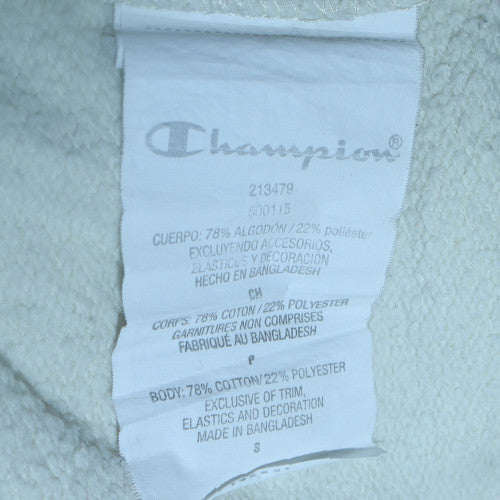 Champion®
213479
500115
CUERPO: 78% ALGODÓN / 22% poliéster
EXCLUYENDO ACCESORIOS,
ELASTICOS Y DECORACIÓN
HECHO EN BANGLADESH
CH
CORPS: 78% COTON / 22% POLYESTER
GARNITURES NON COMPRISES
FABRIQUÉ AU BANGLADESH
P
BODY: 78% COTTON/ 22% POLYESTER
EXCLUSIVE OF TRIM,
ELASTICS AND DECORATION
MADE IN BANGLADESH
S